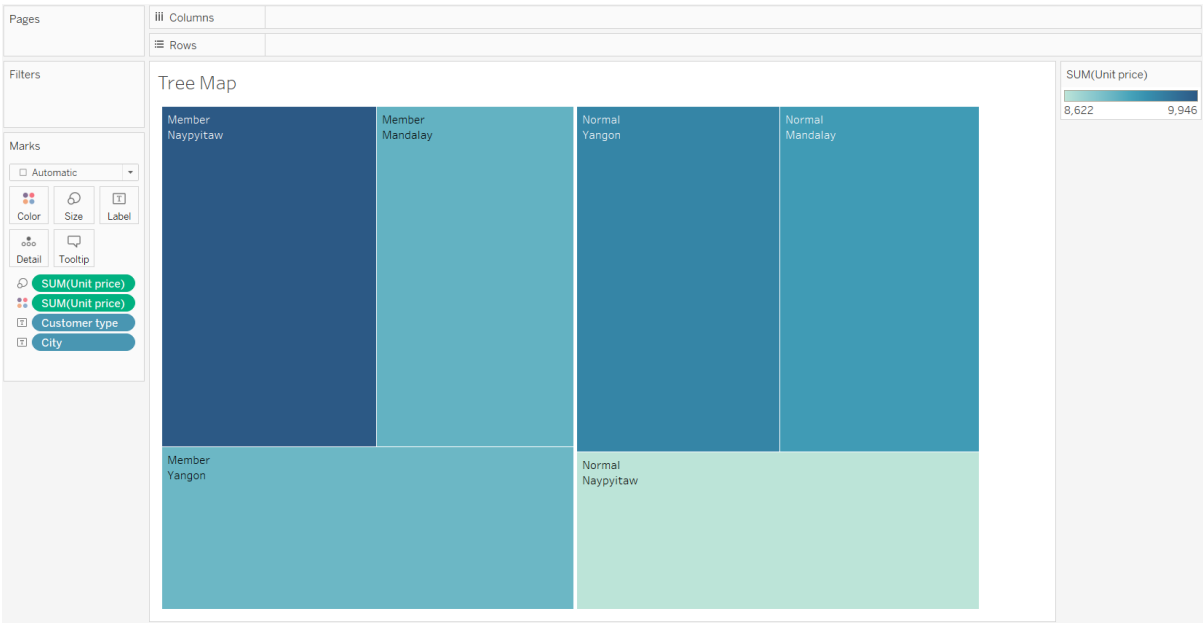 Pages
Columns
Rows
Filters
Marks
Automatic
Color
Size
T
Label
Detail
Tooltip
SUM(Unit price)
SUM(Unit price)
T
Customer type
T
City
Tree Map
Member
Naypyitaw
Member
Mandalay
Member
Yangon
Normal
Yangon
Normal
Mandalay
Normal
Naypyitaw
SUM(Unit price)
8,622
9,946